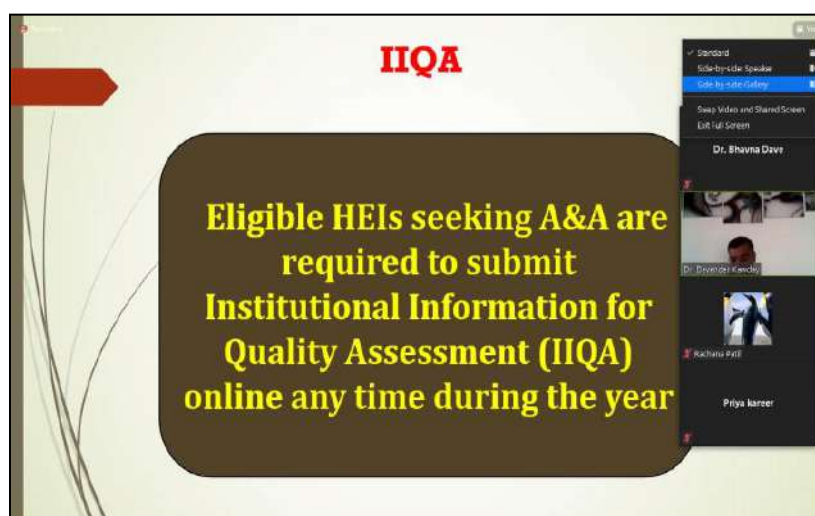 IIQA
Eligible HEIs seeking A&A are
required to submit
Institutional Information for
Quality Assessment (IIQA)
online any time during the year
✓ Standard
Side-by-side Speaker
Side-by-side Gallery
Swap Video and Shared Screen
Exit Full Screen
Dr. Bhavna Dave
Dr. Davender Kawday
Rachana Patil
Priya kareer